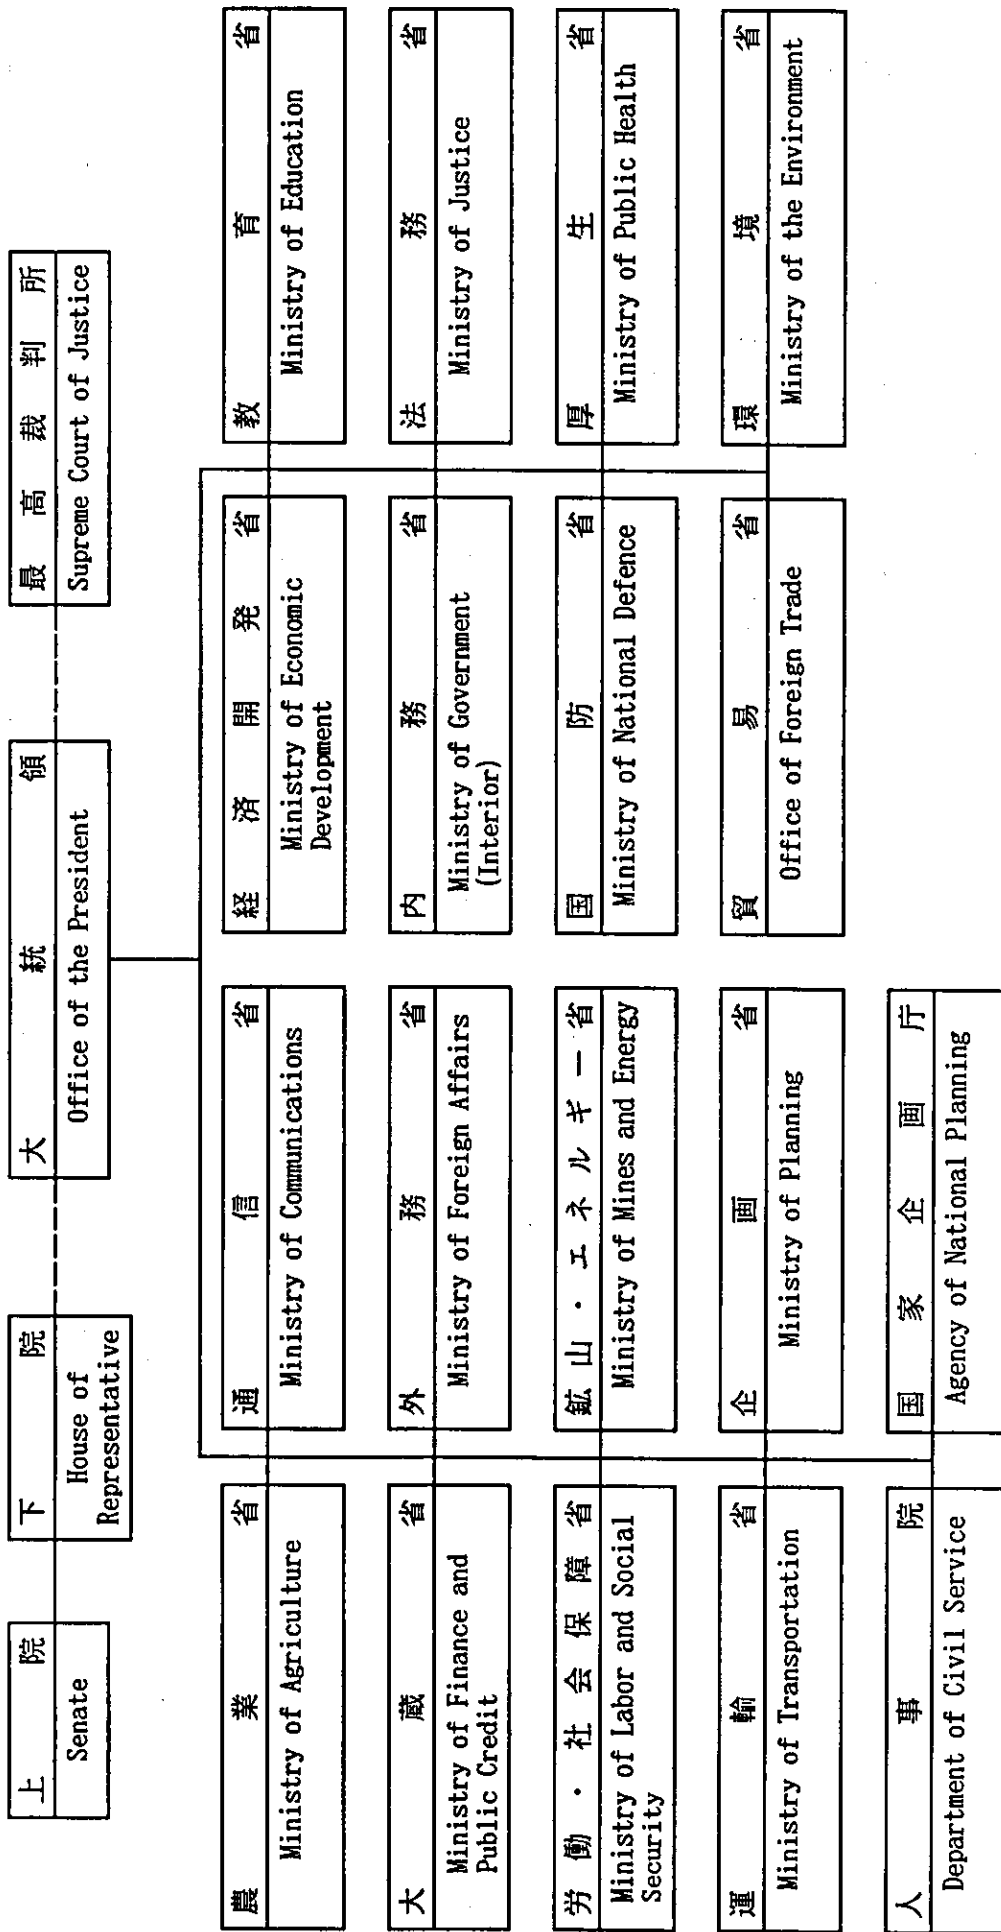 上院
Senate
下院
House of
Representative
大統領
Office of the President
最高裁判所
Supreme Court of Justice
農業省
Ministry of Agriculture
通信省
Ministry of Communications
経済開発省
Ministry of Economic
Development
教育省
Ministry of Education
大蔵省
Ministry of Finance and
Public Credit
外務省
Ministry of Foreign Affairs
内務省
Ministry of Government
(Interior)
法務省
Ministry of Justice
労働・社会保障省
Ministry of Labor and Social
Security
鉱山・エネルギー省
Ministry of Mines and Energy
国防省
Ministry of National Defence
厚生省
Ministry of Public Health
運輸省
Ministry of Transportation
企画省
Ministry of Planning
貿易省
Office of Foreign Trade
環境省
Ministry of the Environment
人事院
Department of Civil Service
国家企画庁
Agency of National Planning